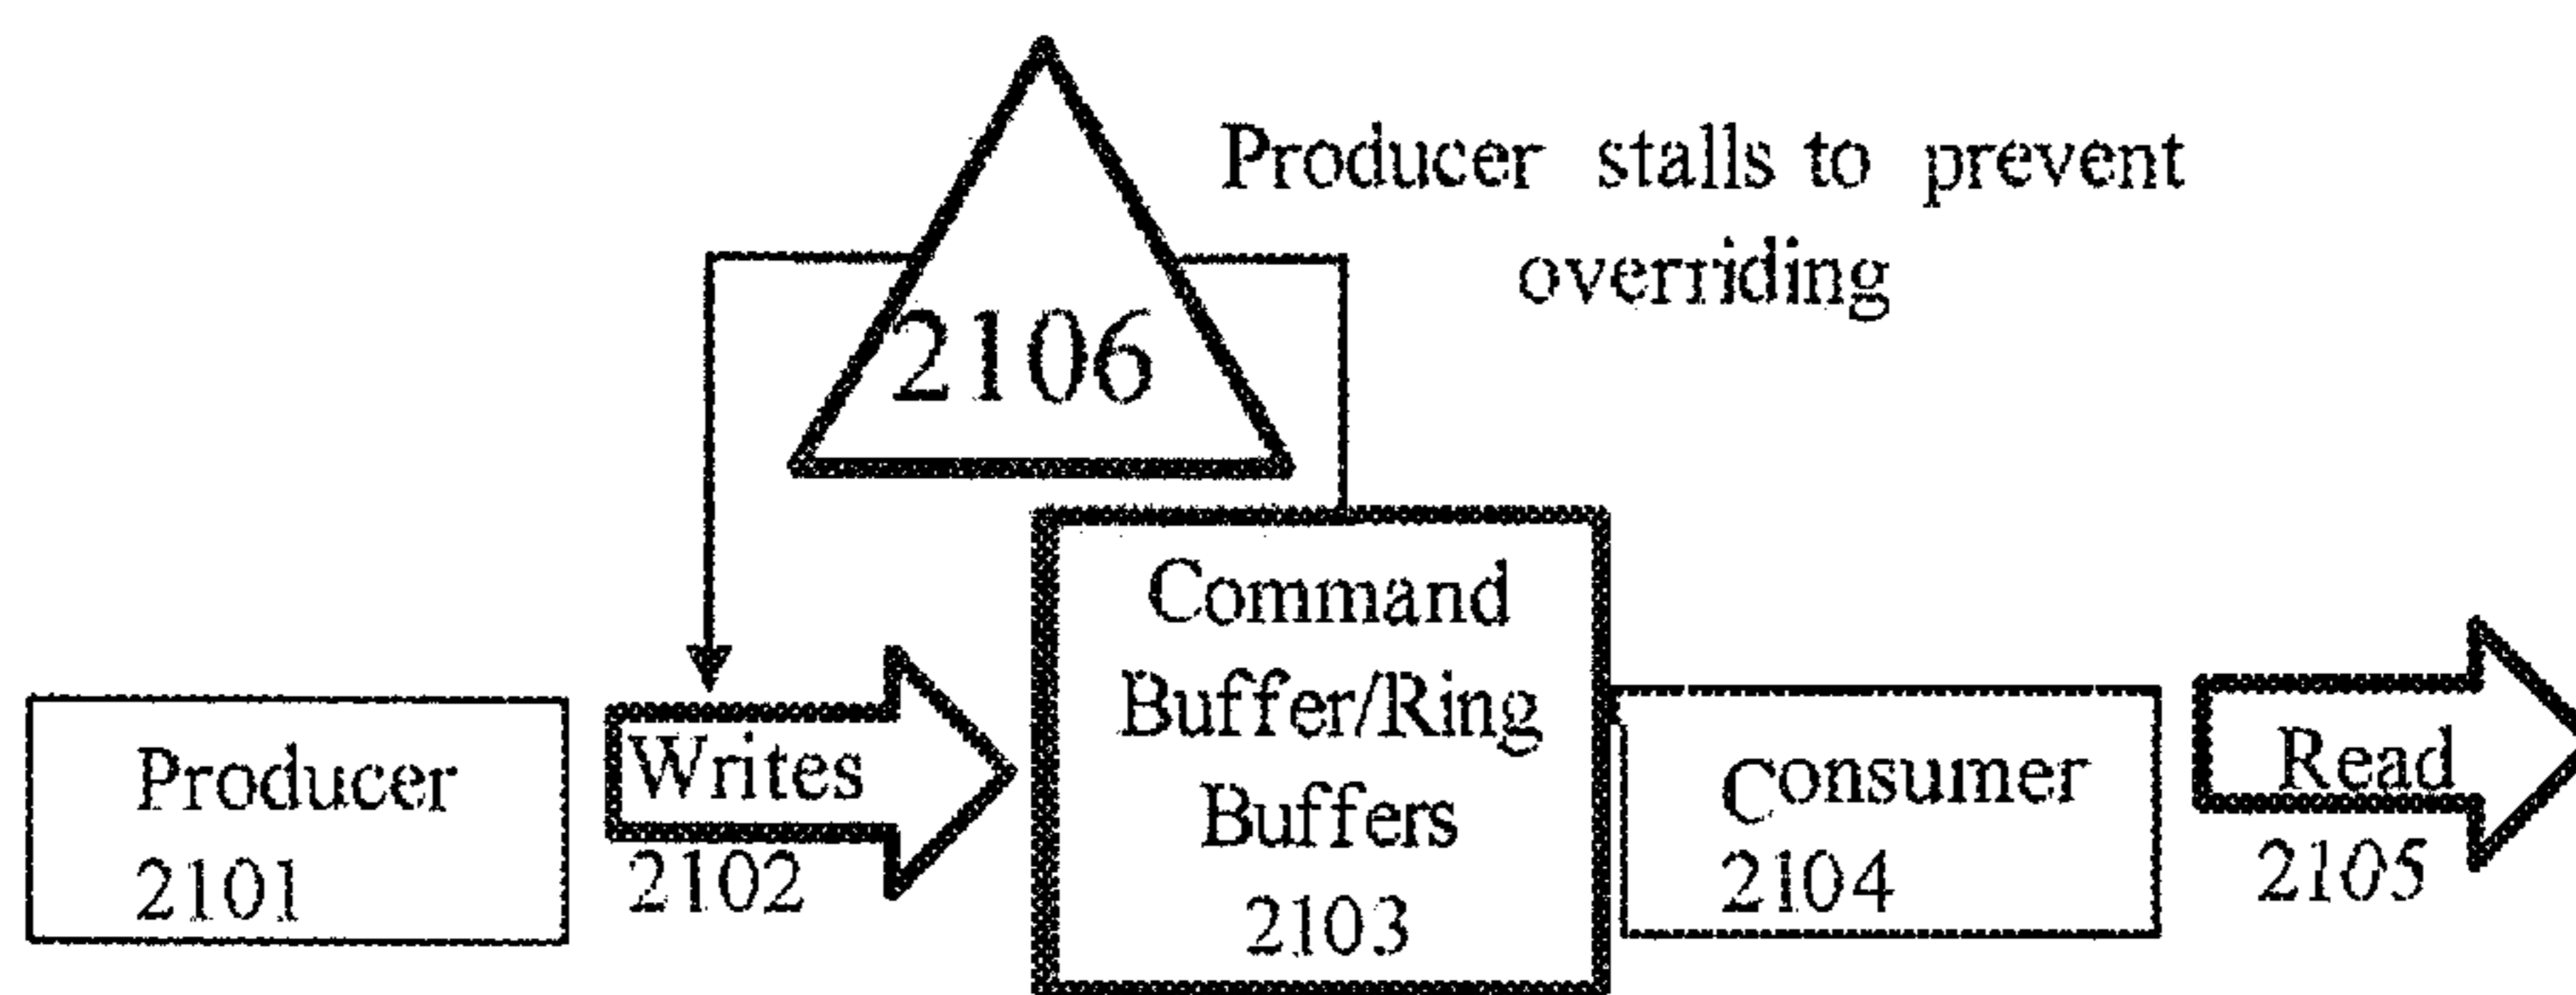 Producer stalls to prevent
overriding
2106
Producer
2101
Writes
2102
Command
Buffer/Ring
Buffers
2103
Consumer
2104
Read
2105